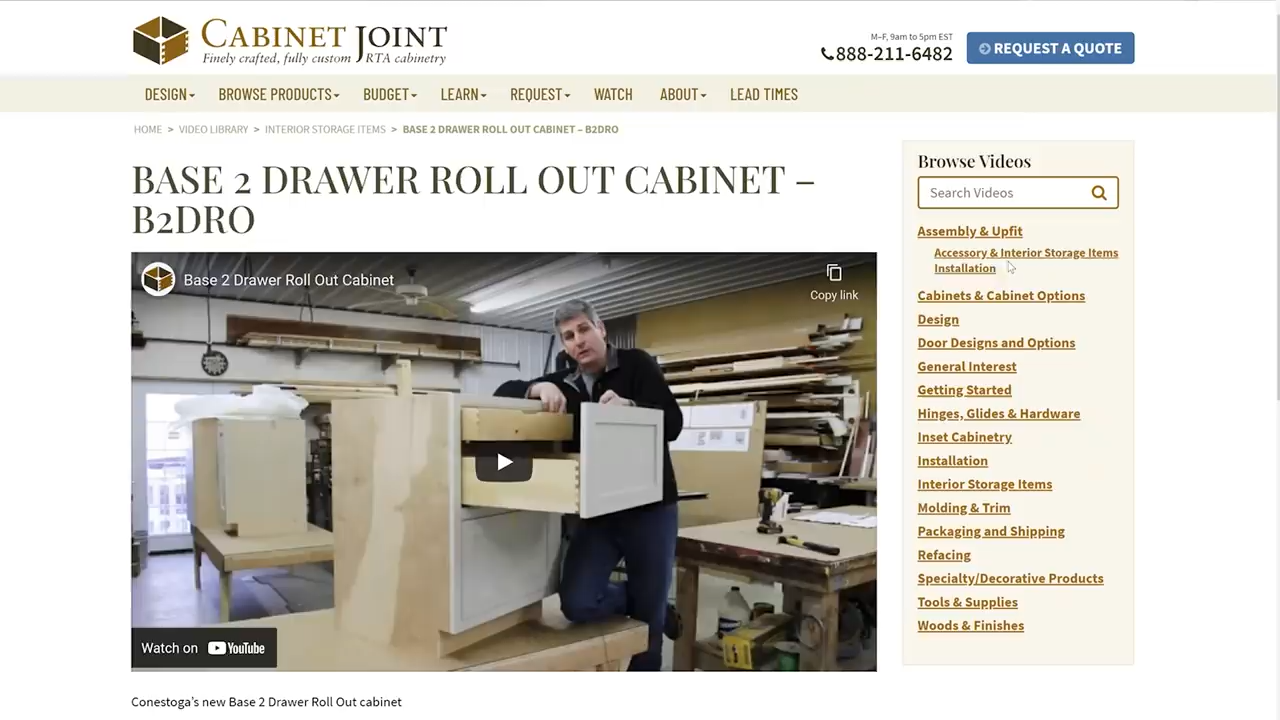 CABINET JOINT
Finely crafted, fully custom RTA cabinetry
M-F, 9am to 5pm EST
888-211-6482
REQUEST A QUOTE
DESIGN BROWSE PRODUCTS BUDGET LEARN REQUEST WATCH ABOUT LEAD TIMES
HOME > VIDEO LIBRARY > INTERIOR STORAGE ITEMS > BASE 2 DRAWER ROLL OUT CABINET – B2DRO
BASE 2 DRAWER ROLL OUT CABINET –
B2DRO
Base 2 Drawer Roll Out Cabinet
Copy link
Watch on YouTube
Conestoga's new Base 2 Drawer Roll Out cabinet
Browse Videos
Search Videos
Assembly & Upfit
Accessory & Interior Storage Items
Installation
Cabinets & Cabinet Options
Design
Door Designs and Options
General Interest
Getting Started
Hinges, Glides & Hardware
Inset Cabinetry
Installation
Interior Storage Items
Molding & Trim
Packaging and Shipping
Refacing
Specialty/Decorative Products
Tools & Supplies
Woods & Finishes